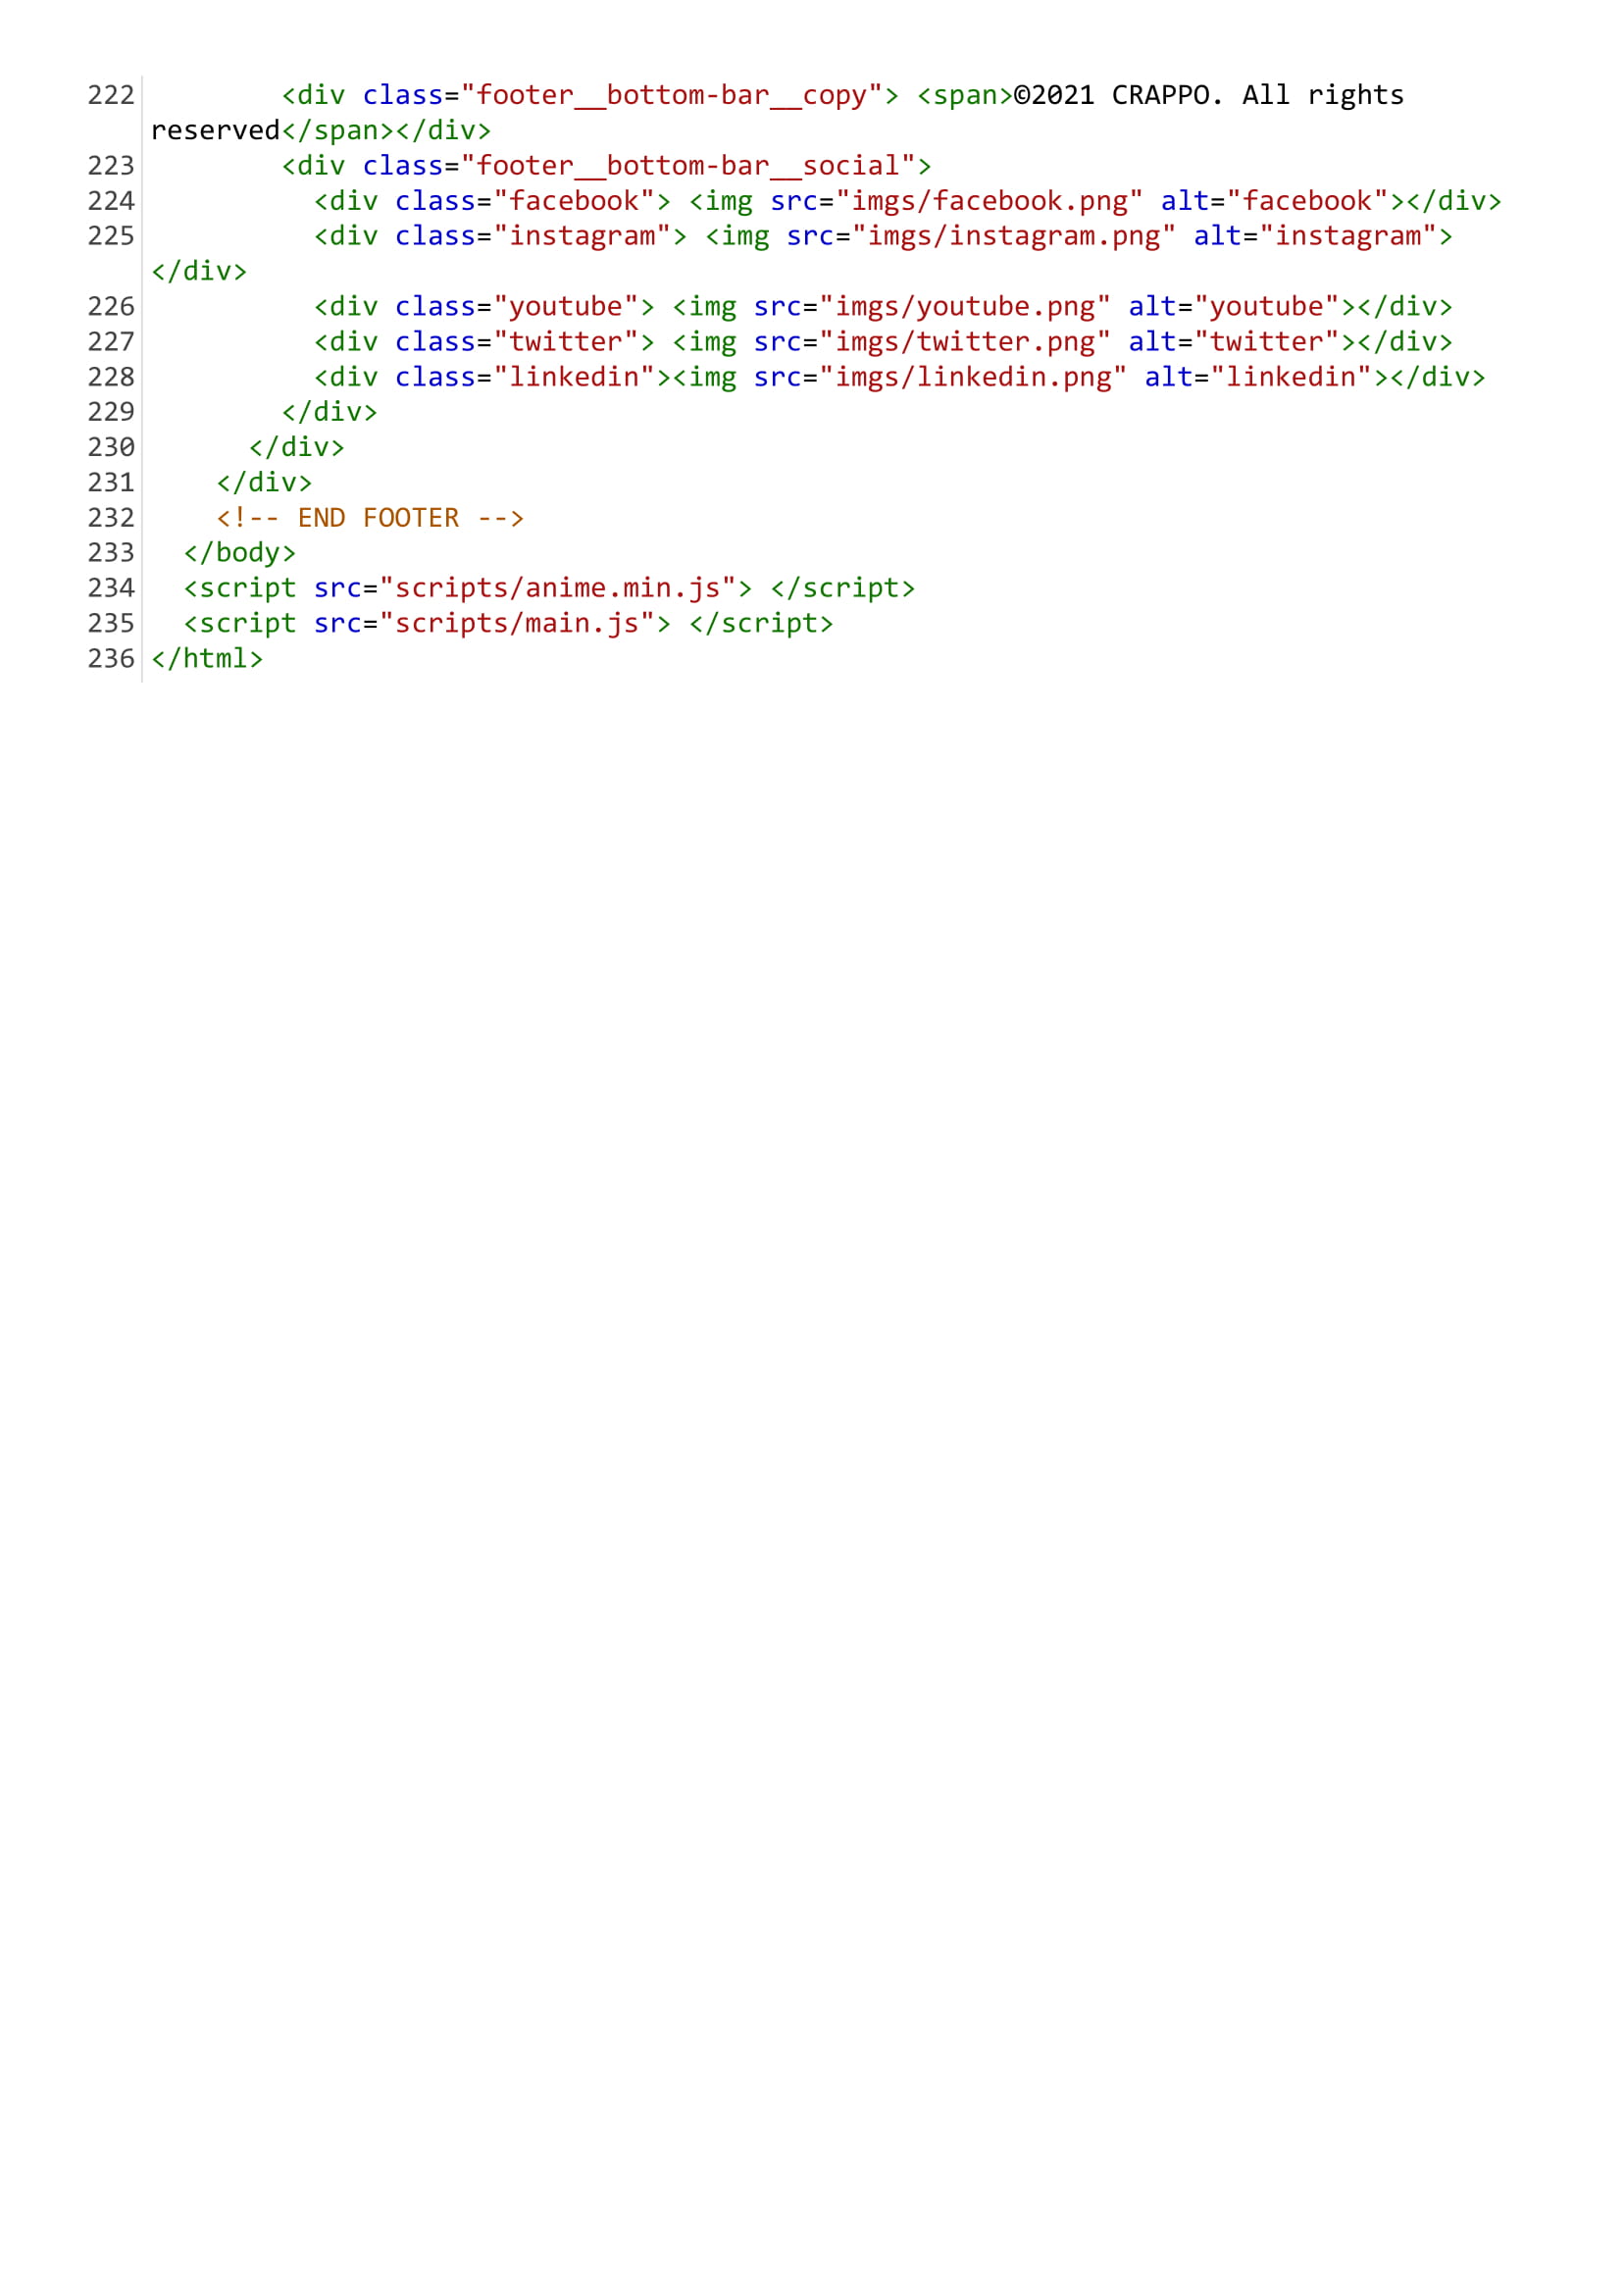 222         <div class="footer__bottom-bar__copy"> <span>©2021 CRAPPO. All rights
reserved</span></div>
223         <div class="footer__bottom-bar__social">
224           <div class="facebook"> <img src="imgs/facebook.png" alt="facebook"></div>
225           <div class="instagram"> <img src="imgs/instagram.png" alt="instagram">
</div>
226           <div class="youtube"> <img src="imgs/youtube.png" alt="youtube"></div>
227           <div class="twitter"> <img src="imgs/twitter.png" alt="twitter"></div>
228           <div class="linkedin"><img src="imgs/linkedin.png" alt="linkedin"></div>
229         </div>
230       </div>
231     </div>
232     <!-- END FOOTER -->
233   </body>
234   <script src="scripts/anime.min.js"> </script>
235   <script src="scripts/main.js"> </script>
236 </html>